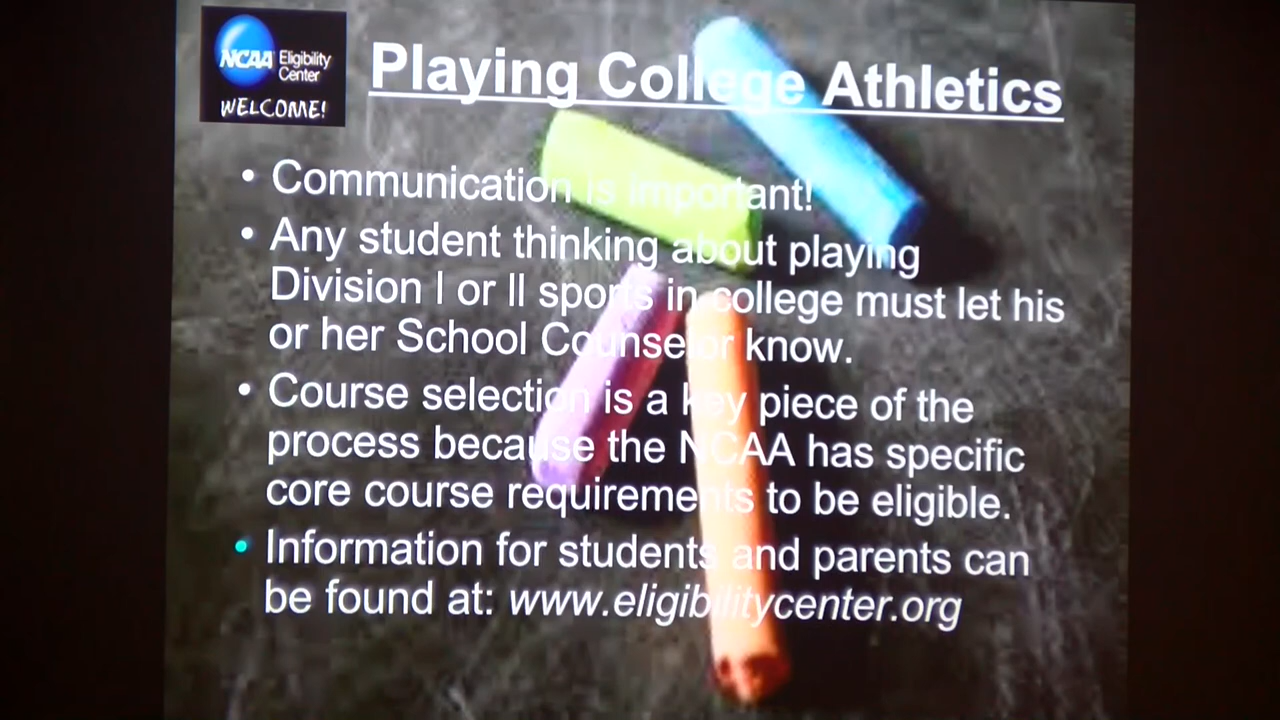 NCAA Eligibility
Center
WELCOME!
Playing College Athletics
• Communication is important!
• Any student thinking about playing
Division I or II sports in college must let his
or her School Counselor know.
• Course selection is a key piece of the
process because the NCAA has specific
core course requirements to be eligible.
• Information for students and parents can
be found at: www.eligibilitycenter.org